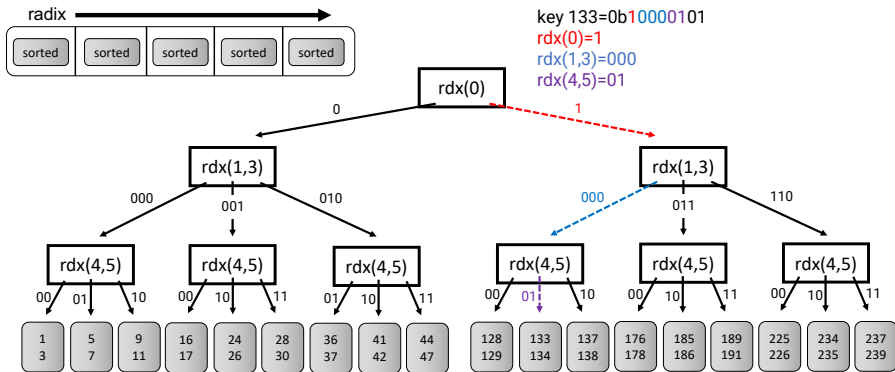 radix
sorted sorted sorted sorted sorted
key 133=0b10000101
rdx(0)=1
rdx(1,3)=000
rdx(4,5)=01
rdx(0)
0 1
rdx(1,3) rdx(1,3)
000 001 010 000 011 110
rdx(4,5) rdx(4,5) rdx(4,5) rdx(4,5) rdx(4,5) rdx(4,5)
00 01 10 00 10 11 01 10 11 00 01 10 00 10 11 00 10 11
1 5 9 16 24 28 36 41 44 128 133 137 176 185 189 225 234 237
3 7 11 17 26 30 37 42 47 129 134 138 178 186 191 226 235 239